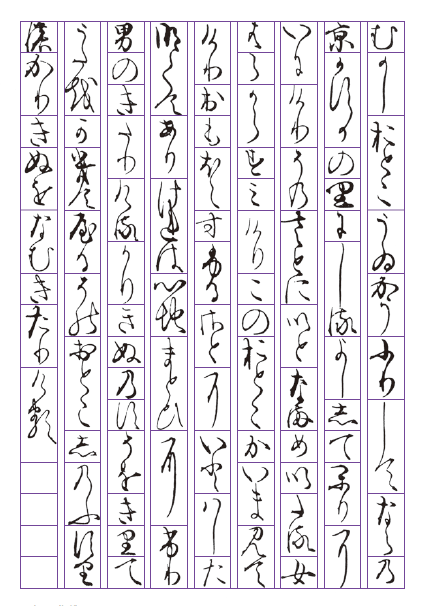 むかしおとこうゐかうふりしてなら乃
京かすかの里にしるよし志てかりに
いにけりその さとにいとなまめいたる女
はらからすみけりこのおとこかいまみて
けりおもほえすふるさとにいとはした
なくてありけれは心地まとひにけり
男のきたりけるかりきぬ乃すそをきりて
うたをかきてやるそのおとこ志のふすり
のかりきぬをなむきたりける